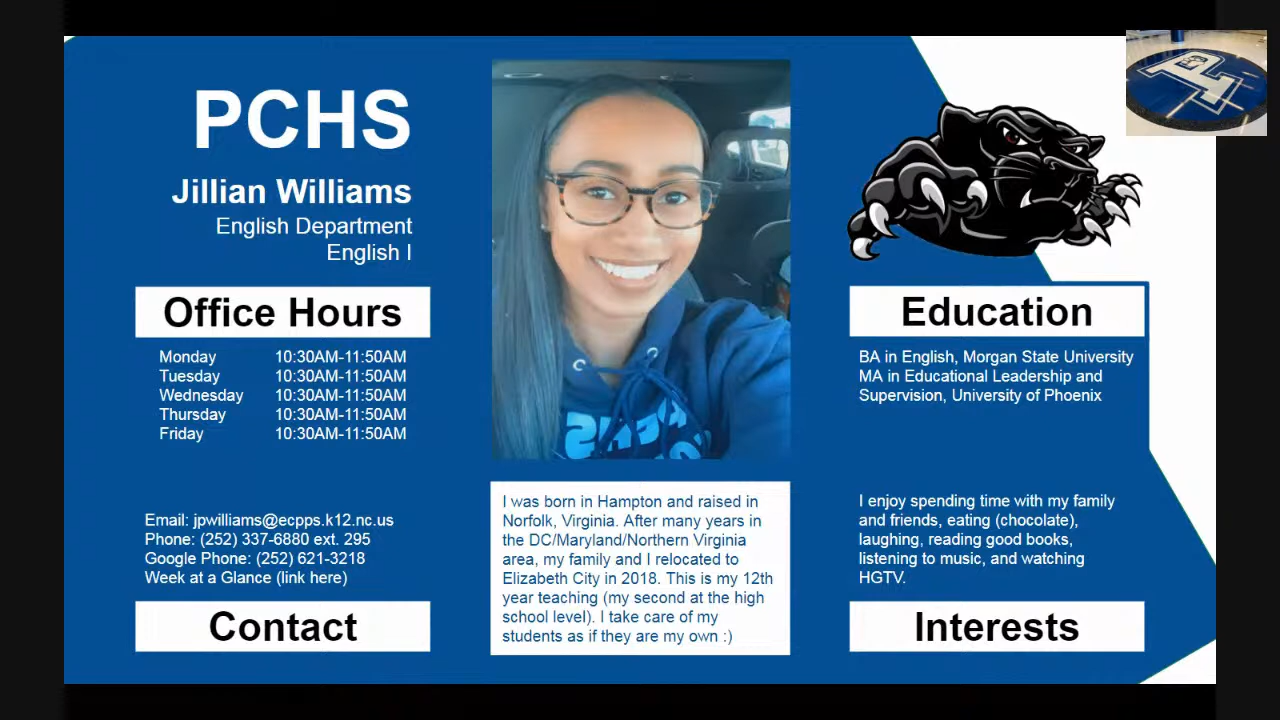 PCHS
Jillian Williams
English Department
English I
Office Hours
Monday 10:30AM-11:50AM
Tuesday 10:30AM-11:50AM
Wednesday 10:30AM-11:50AM
Thursday 10:30AM-11:50AM
Friday 10:30AM-11:50AM
Email: jpwilliams@ecpps.k12.nc.us
Phone: (252) 337-6880 ext. 295
Google Phone: (252) 621-3218
Week at a Glance (link here)
Contact
I was born in Hampton and raised in
Norfolk, Virginia. After many years in
the DC/Maryland/Northern Virginia
area, my family and I relocated to
Elizabeth City in 2018. This is my 12th
year teaching (my second at the high
school level). I take care of my
students as if they are my own :)
Education
BA in English, Morgan State University
MA in Educational Leadership and
Supervision, University of Phoenix
I enjoy spending time with my family
and friends, eating (chocolate),
laughing, reading good books,
listening to music, and watching
HGTV.
Interests